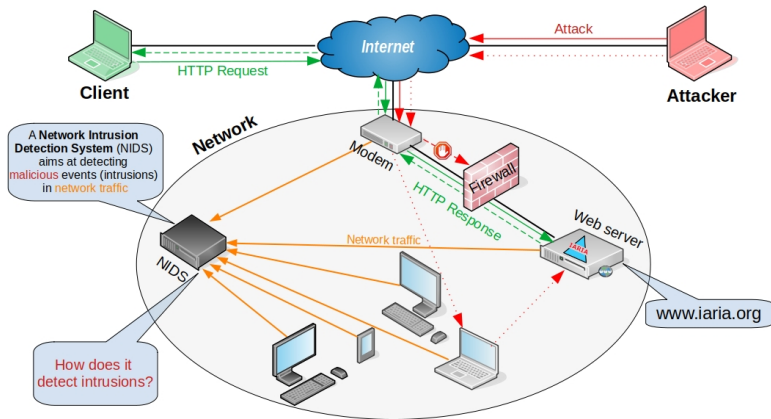 Internet
Attack
HTTP Request
Client
Attacker
Network
A Network Intrusion
Detection System (NIDS)
aims at detecting
malicious events (intrusions)
in network traffic
Modem
Firewall
HTTP Response
Web server
IARIA
Network traffic
NIDS
www.iaria.org
How does it
detect intrusions?